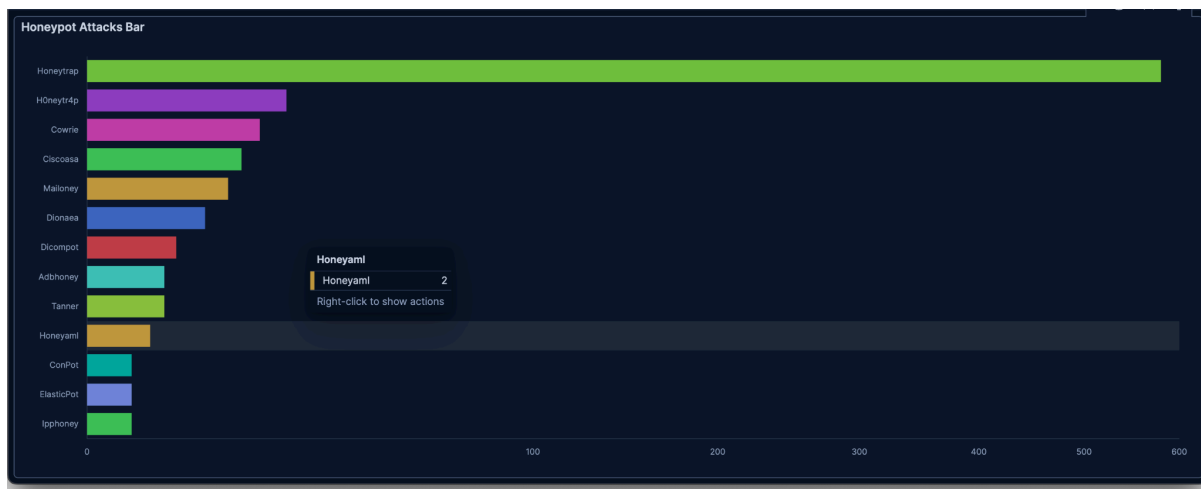 Honeypot Attacks Bar
Honeytrap
H0neytr4p
Cowrie
Ciscoasa
Mailoney
Dionaea
Dicompot
Adbhoney
Tanner
Honeyaml
ConPot
ElasticPot
Ipphoney
Honeyaml
Honeyaml 2
Right-click to show actions
0 100 200 300 400 500 600